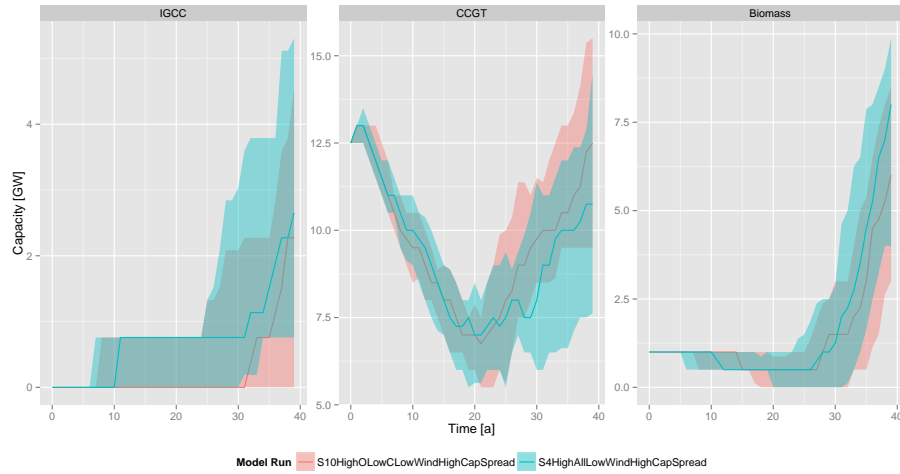 IGCC
CCGT
Biomass
Capacity [GW]
4
2
0
15.0
12.5
10.0
7.5
5.0
10.0
7.5
5.0
2.5
0.0
0 10 20 30 40
0 10 20 30 40
0 10 20 30 40
Time [a]
Model Run S10HighOLowCLowWindHighCapSpread S4HighAllLowWindHighCapSpread